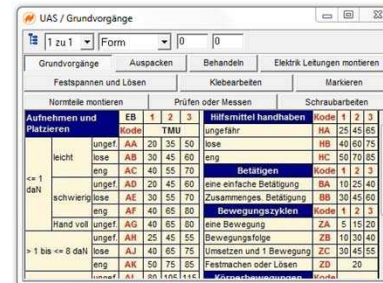 UAS / Grundvorgänge
1 zu 1 Form 0 0
Grundvorgänge Auspacken Behandeln Elektrik Leitungen montieren
Festspannen und Lösen Klebearbeiten Markieren
Normteile montieren Prüfen oder Messen Schraubarbeiten
Aufnehmen und Platzieren EB 1 2 3 Hilfsmittel handhaben Kode 1 2 3
Kode TMU ungefähr HA 25 45 65
<= 1 daN leicht ungef. AA 20 35 50 lose HB 40 60 75
lose AB 30 45 60 eng HC 50 70 85
eng AC 40 55 70 Betätigen Kode 1 2 3
schwierig ungef. AD 20 45 60 eine einfache Betätigung BA 10 25 40
lose AE 30 55 70 Zusammenges. Betätigung BB 30 45 60
eng AF 40 65 80 Bewegungszyklen Kode 1 2 3
Hand voll ungef. AG 40 65 80 eine Bewegung ZA 5 15 20
> 1 bis <= 8 daN ungef. AH 25 45 55 Bewegungsfolge ZB 10 30 40
lose AJ 40 65 75 Umsetzen und 1 Bewegung ZC 30 45 55
eng AK 50 75 85 Festmachen oder Lösen ZD 20
ungef. AL 80 105 115 Körperbewegungen Kode